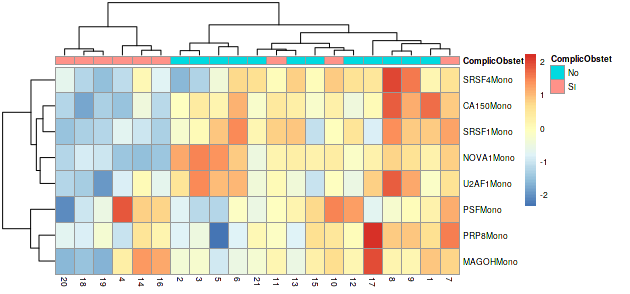 ComplicObstet
SRSF4Mono
CA150Mono
SRSF1Mono
NOVA1Mono
U2AF1Mono
PSFMono
PRP8Mono
MAGOHMono
20 18 19 4 14 16 2 3 5 6 21 11 13 15 10 12 17 8 9 1 7
2
1
0
-1
-2
ComplicObstet
No
SI